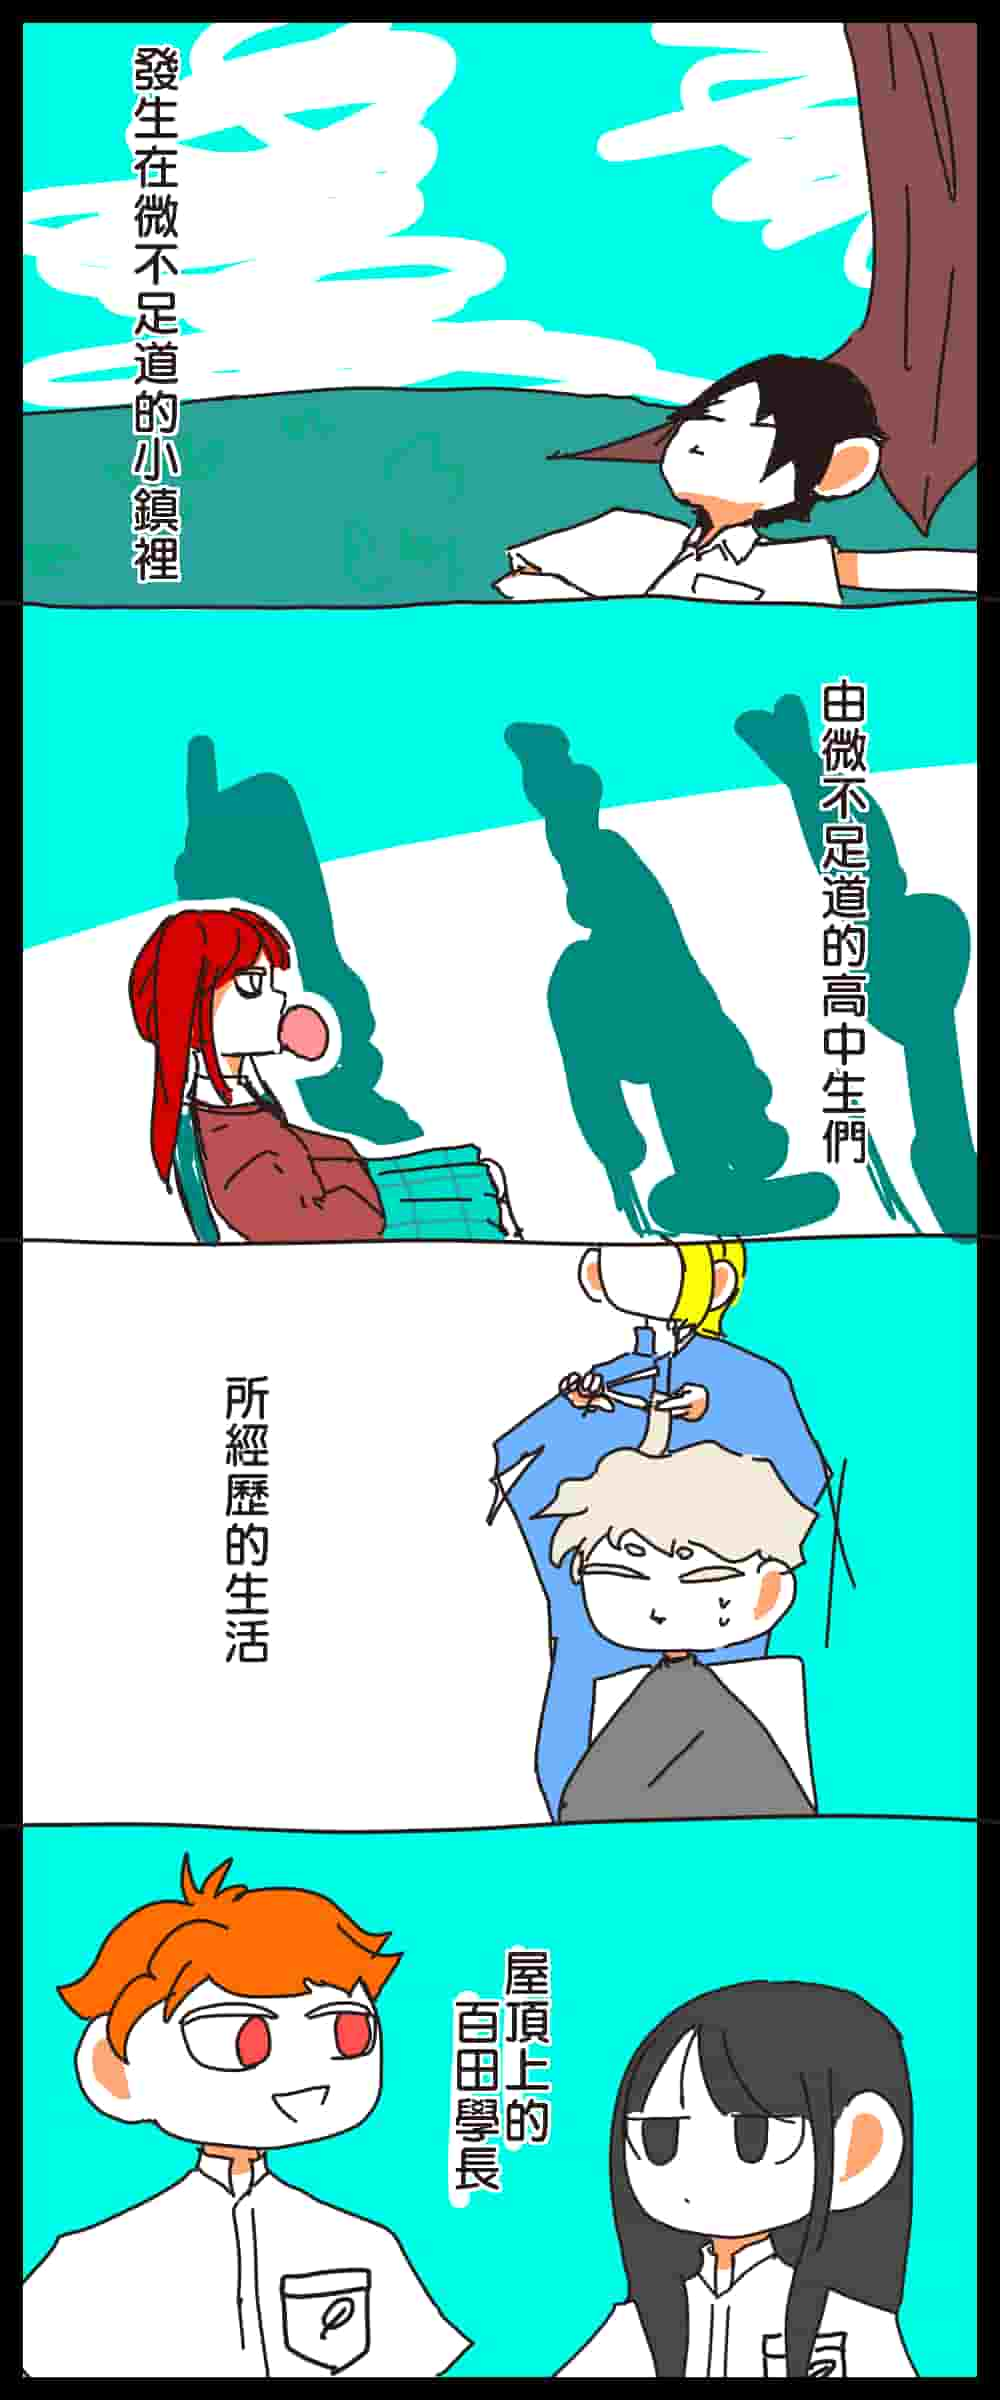 發生在微不足道的小鎮裡
由微不足道的高中生們
所經歷的生活
屋頂上的
百田學長